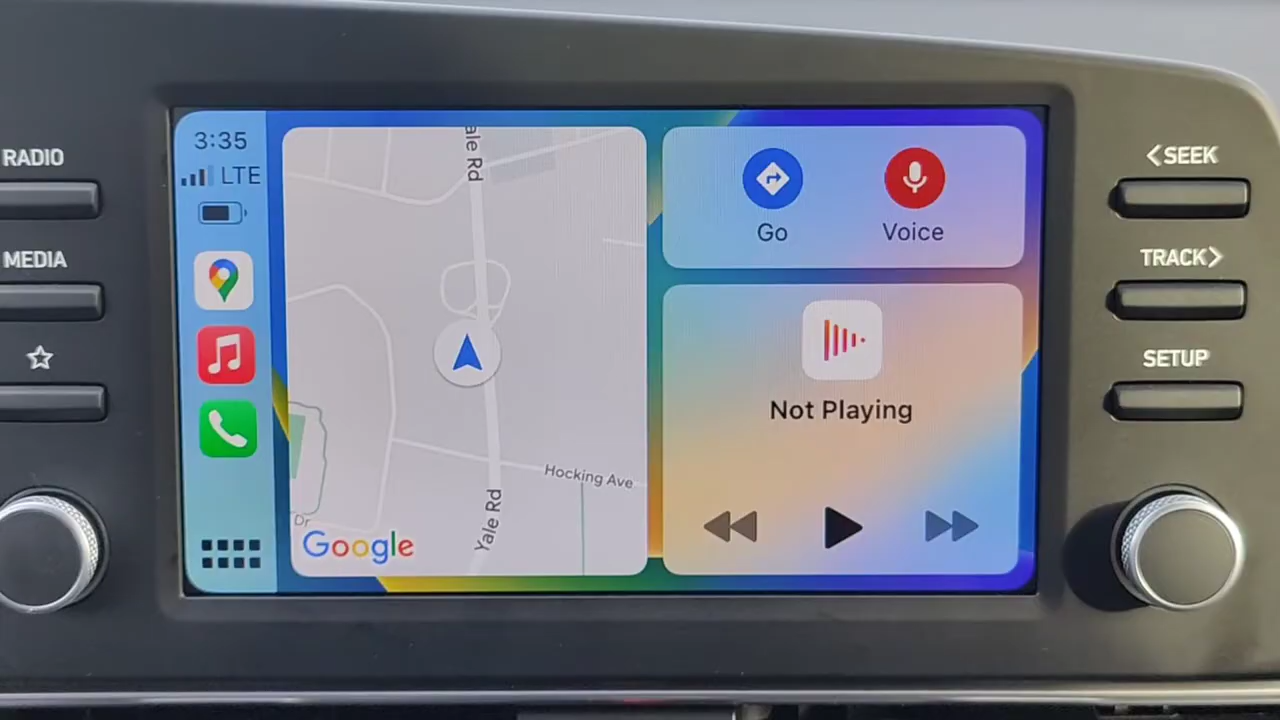 RADIO
MEDIA
3:35
LTE
ale Rd
Hocking Ave
Yale Rd
Dr
Google
Go
Voice
Not Playing
<SEEK
TRACK>
SETUP